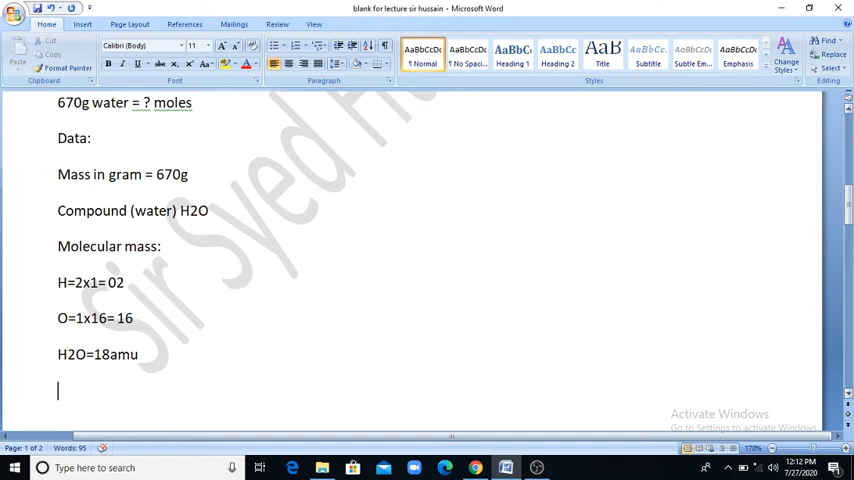 blank for lecture sir hussain - Microsoft Word
Home Insert Page Layout References Mailings Review View
Cut
Copy
Format Painter
Paste
Clipboard
Calibri (Body) 11
Font
Paragraph
AaBbCcDc AaBbCcDc AaBbCc AaBbCc AaB AaBbCc. AaBbCcDc AaBbCcDc
¶ Normal ¶ No Spaci... Heading 1 Heading 2 Title Subtitle Subtle Em... Emphasis
Change Styles
Styles
Find
Replace
Select
Editing
670g water = ? moles
Data:
Mass in gram = 670g
Compound (water) H2O
Molecular mass:
H=2x1= 02
O=1x16= 16
H2O=18amu
Sir Syed
Activate Windows
Go to Settings to activate Windows.
Page: 1 of 2 Words: 95
170%
Type here to search
12:12 PM
7/27/2020